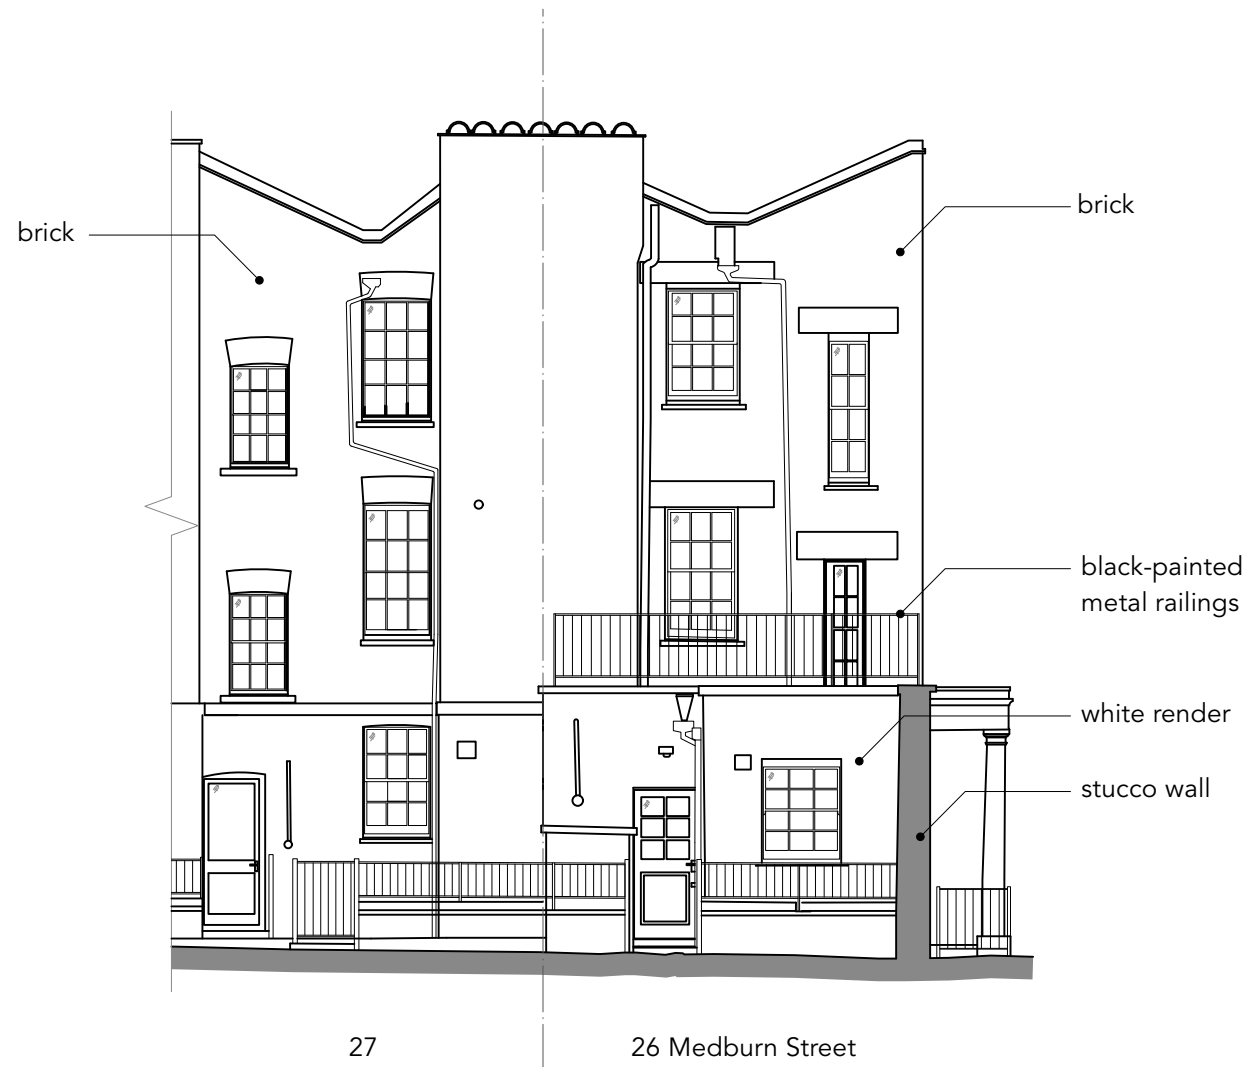 brick
brick
black-painted
metal railings
white render
stucco wall
27
26 Medburn Street